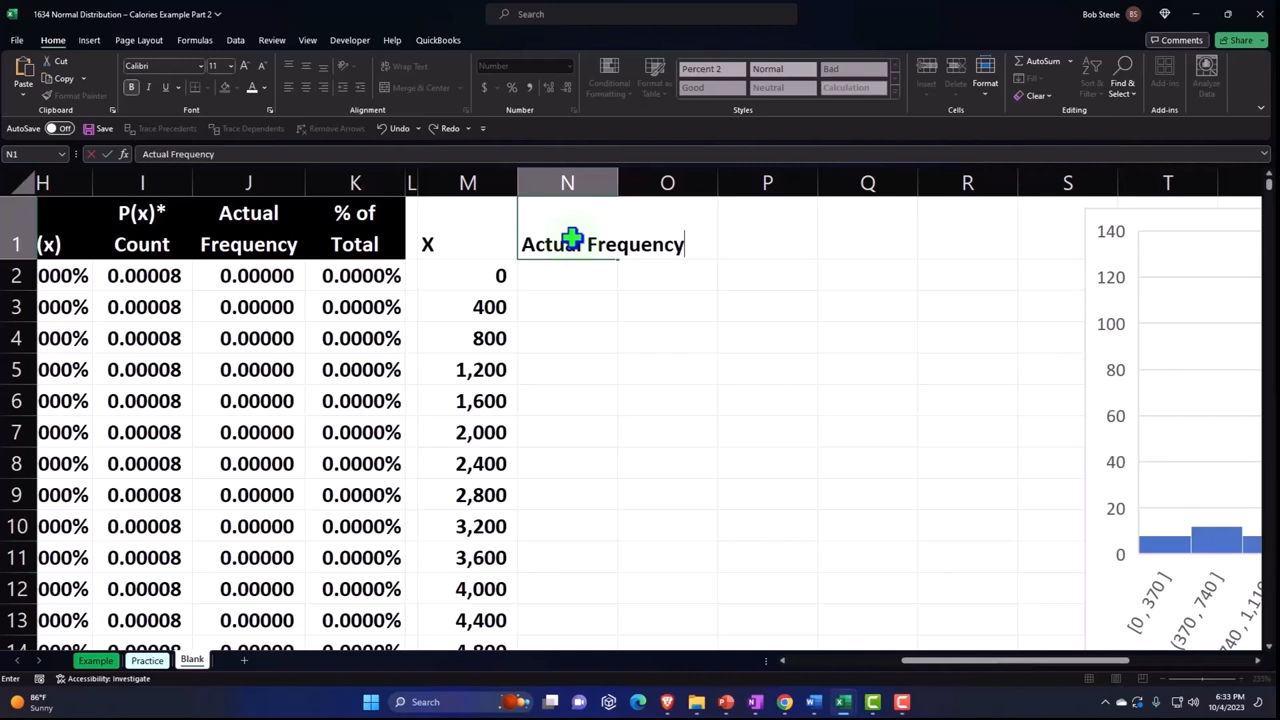 1634 Normal Distribution – Calories Example Part 2
Search
Bob Steele BS
File Home Insert Page Layout Formulas Data Review View Developer Help QuickBooks
Comments Share
Paste Cut Copy Format Painter
Clipboard
Calibri 11 A A B I U A
Font
Wrap Text
Merge & Center
Alignment
Number
$ % 
Number
Conditional Formatting
Format as Table
Percent 2 Normal Bad
Good Neutral Calculation
Styles
Insert Delete Format
Cells
AutoSum
Clear
Sort & Filter
Find & Select
Editing
Add-ins
Add-ins
Analyze Data
AutoSave Off Save Trace Precedents Trace Dependents Remove Arrows Undo Redo
N1 fx Actual Frequency
H I J K L M N O P Q R S T
1 (x) P(x)* Count Actual Frequency % of Total X Actual Frequency
2 000% 0.00008 0.00000 0.0000% 0
3 000% 0.00008 0.00000 0.0000% 400
4 000% 0.00008 0.00000 0.0000% 800
5 000% 0.00008 0.00000 0.0000% 1,200
6 000% 0.00008 0.00000 0.0000% 1,600
7 000% 0.00008 0.00000 0.0000% 2,000
8 000% 0.00008 0.00000 0.0000% 2,400
9 000% 0.00008 0.00000 0.0000% 2,800
10 000% 0.00008 0.00000 0.0000% 3,200
11 000% 0.00008 0.00000 0.0000% 3,600
12 000% 0.00008 0.00000 0.0000% 4,000
13 000% 0.00008 0.00000 0.0000% 4,400
140
120
100
80
60
40
20
0
[0, 370]
(370, 740]
Example Practice Blank
Enter Accessibility: Investigate
235%
86°F
Sunny
Search
6:33 PM
10/4/2023